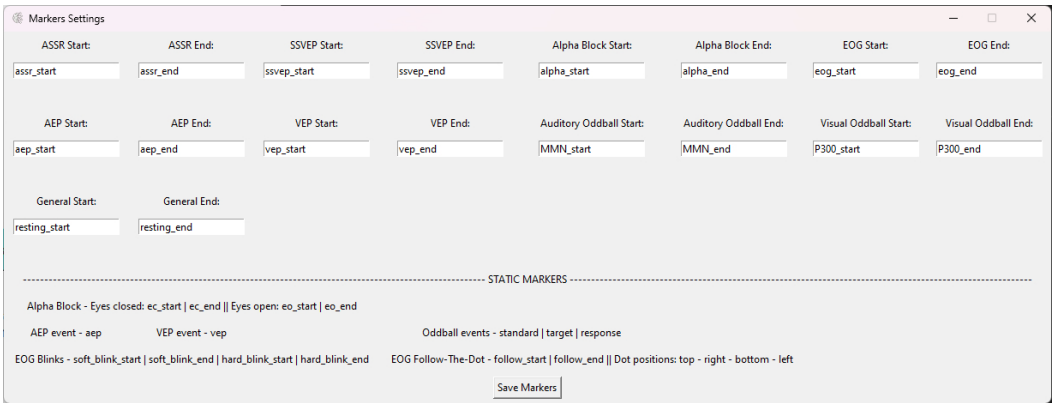 Markers Settings
ASSR Start: ASSR End: SSVEP Start: SSVEP End: Alpha Block Start: Alpha Block End: EOG Start: EOG End:
assr_start assr_end ssvep_start ssvep_end alpha_start alpha_end eog_start eog_end
AEP Start: AEP End: VEP Start: VEP End: Auditory Oddball Start: Auditory Oddball End: Visual Oddball Start: Visual Oddball End:
aep_start aep_end vep_start vep_end MMN_start MMN_end P300_start P300_end
General Start: General End:
resting_start resting_end
STATIC MARKERS
Alpha Block - Eyes closed: ec_start | ec_end || Eyes open: eo_start | eo_end
AEP event - aep VEP event - vep Oddball events - standard | target | response
EOG Blinks - soft_blink_start | soft_blink_end | hard_blink_start | hard_blink_end EOG Follow-The-Dot - follow_start | follow_end || Dot positions: top - right - bottom - left
Save Markers